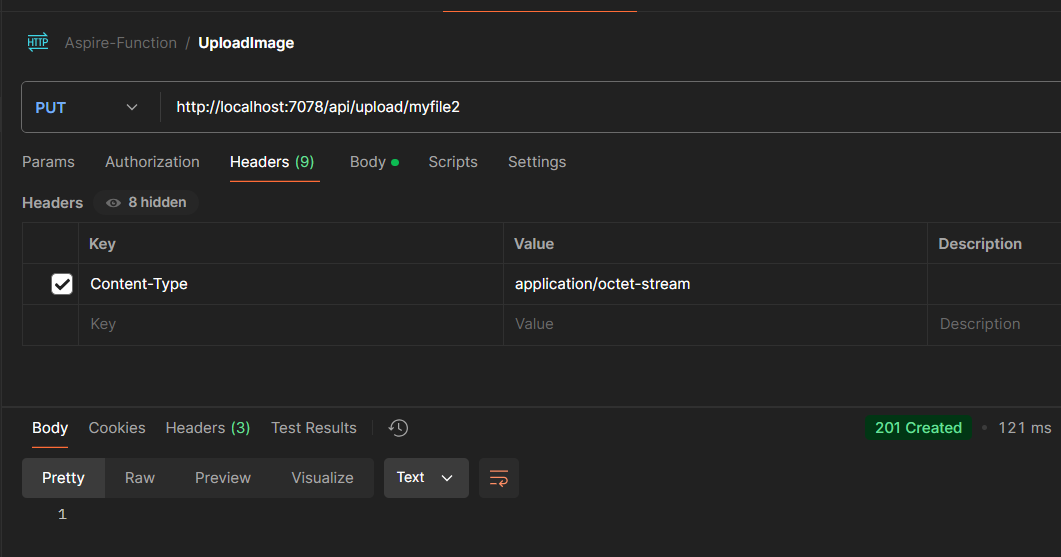 HTTP Aspire-Function / UploadImage
PUT http://localhost:7078/api/upload/myfile2
Params Authorization Headers (9) Body Scripts Settings
Headers 8 hidden
Key Value Description
Content-Type application/octet-stream
Key Value Description
Body Cookies Headers (3) Test Results 201 Created • 121 ms
Pretty Raw Preview Visualize Text
1